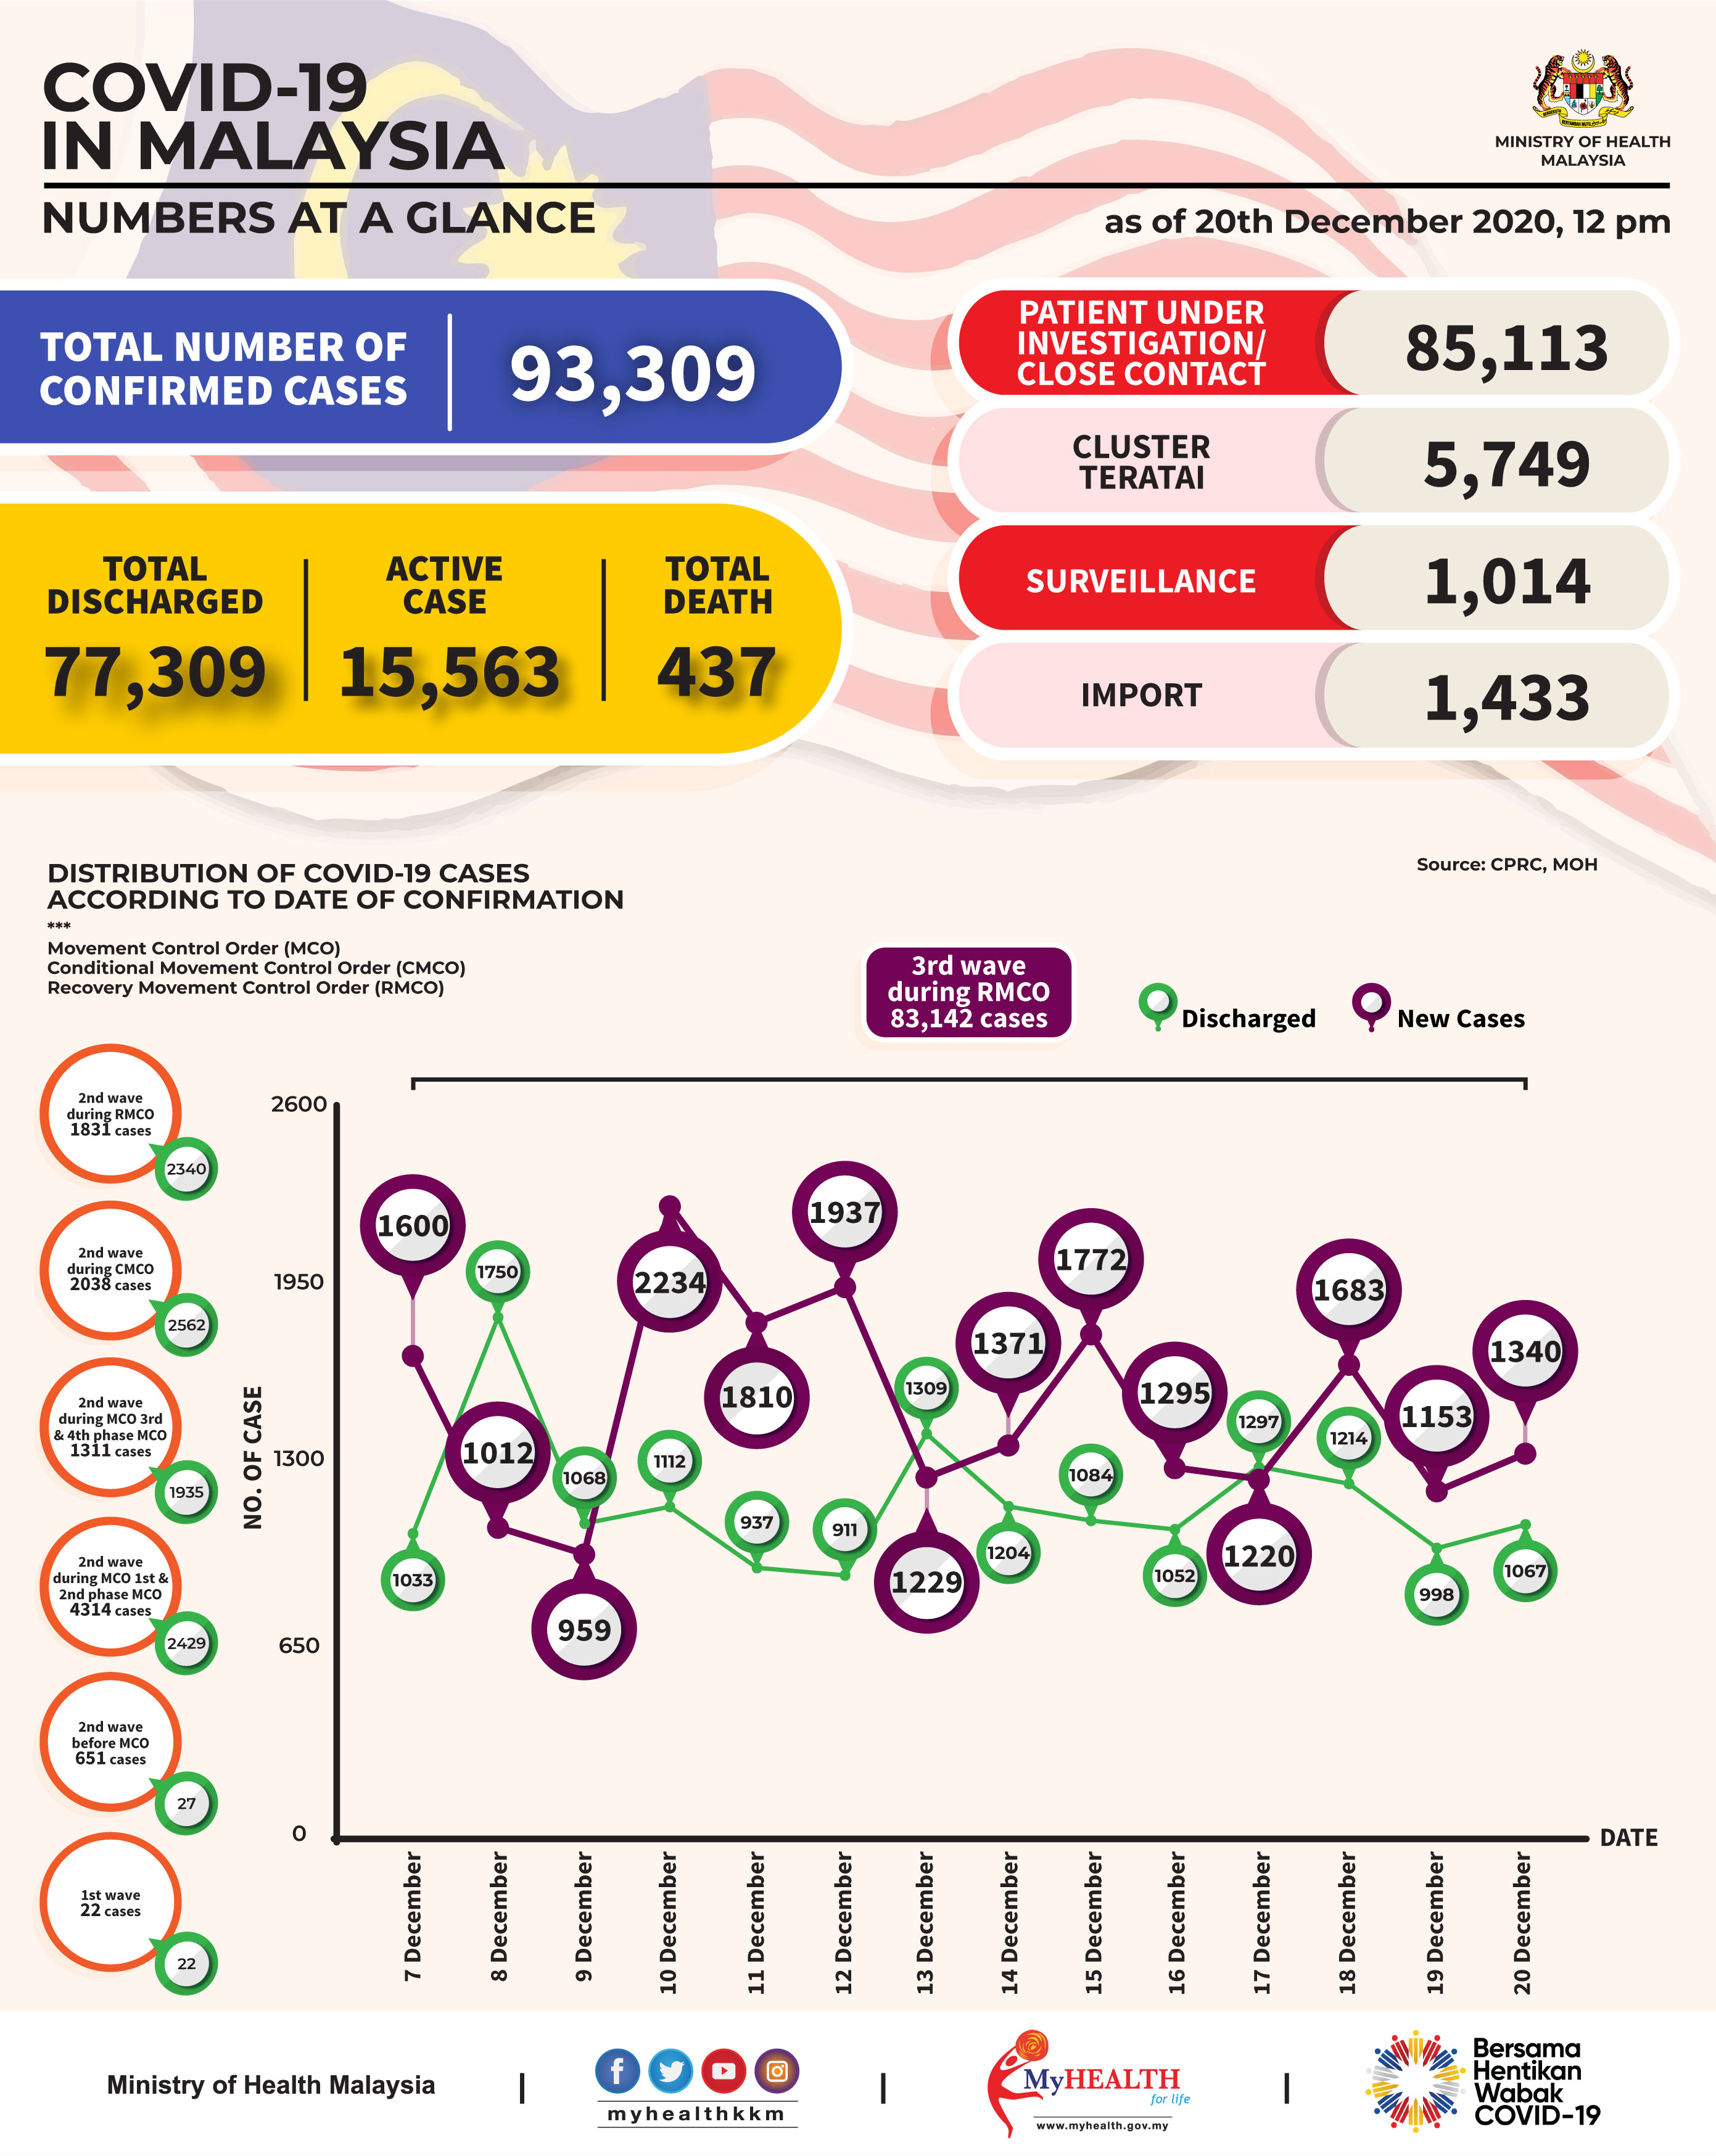 COVID-19
IN MALAYSIA
MINISTRY OF HEALTH
MALAYSIA
NUMBERS AT A GLANCE
as of 20th December 2020, 12 pm
TOTAL NUMBER OF
CONFIRMED CASES
93,309
TOTAL
DISCHARGED
77,309
ACTIVE
CASE
15,563
TOTAL
DEATH
437
PATIENT UNDER
INVESTIGATION/
CLOSE CONTACT
85,113
CLUSTER
TERATAI
5,749
SURVEILLANCE
1,014
IMPORT
1,433
DISTRIBUTION OF COVID-19 CASES
ACCORDING TO DATE OF CONFIRMATION
***
Movement Control Order (MCO)
Conditional Movement Control Order (CMCO)
Recovery Movement Control Order (RMCO)
Source: CPRC, MOH
3rd wave
during RMCO
83,142 cases
Discharged
New Cases
2nd wave
during RMCO
1831 cases
2340
2nd wave
during CMCO
2038 cases
2562
2nd wave
during MCO 3rd
& 4th phase MCO
1311 cases
1935
2nd wave
during MCO 1st &
2nd phase MCO
4314 cases
2429
2nd wave
before MCO
651 cases
27
1st wave
22 cases
22
NO. OF CASE
2600
1950
1300
650
0
1600
1012
959
2234
1810
1937
1229
1371
1772
1295
1220
1683
1153
1340
1033
1750
1068
1112
937
911
1309
1204
1084
1052
1297
1214
998
1067
7 December
8 December
9 December
10 December
11 December
12 December
13 December
14 December
15 December
16 December
17 December
18 December
19 December
20 December
DATE
Ministry of Health Malaysia
myhealthkkm
MyHEALTH
for life
www.myhealth.gov.my
Bersama
Hentikan
Wabak
COVID-19